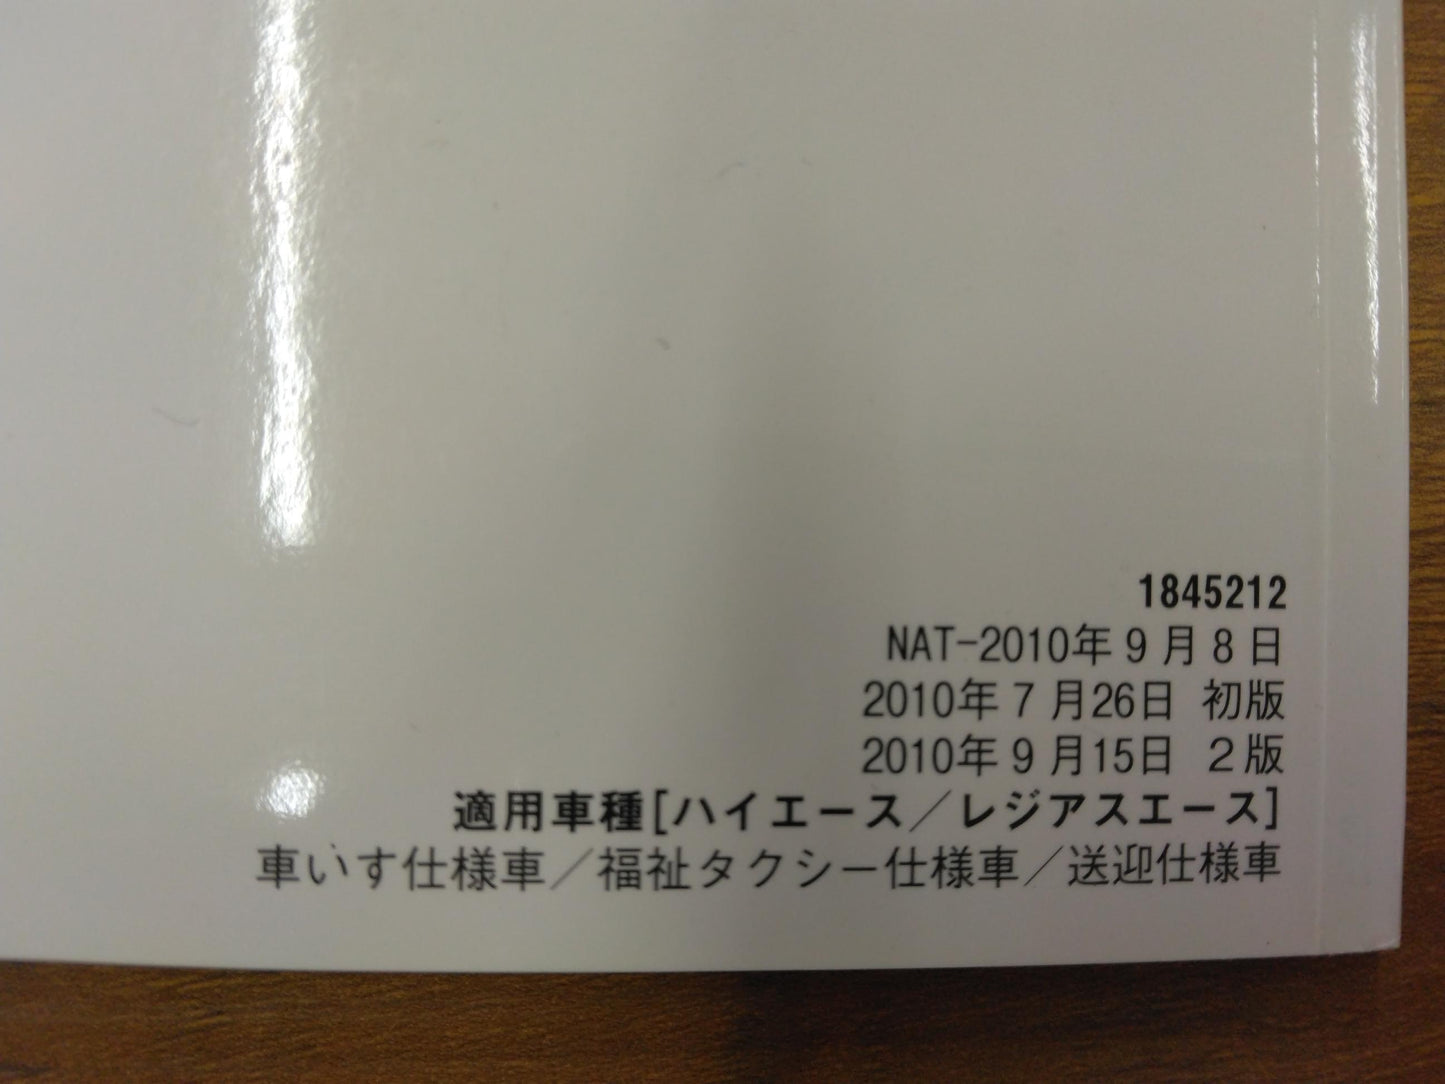 1845212
NAT-2010年9月8日
2010年7月26日 初版
2010年9月15日 2版
適用車種[ハイエース／レジアスエース]
車いす仕様車／福祉タクシー仕様車／送迎仕様車